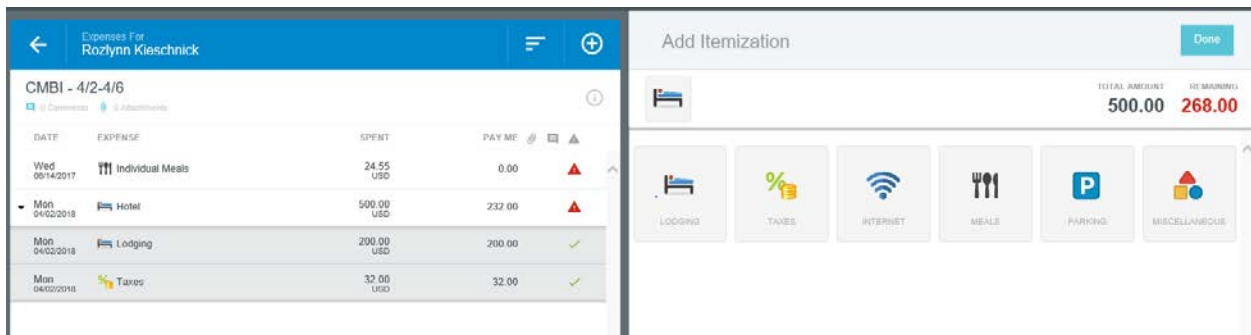 Expenses For
Rozlynn Kieschnick
CMBI - 4/2-4/6
0 Comments 0 Attachments
DATE EXPENSE SPENT PAY ME
Wed 06/14/2017 Individual Meals 24.55 USD 0.00
Mon 04/02/2018 Hotel 500.00 USD 232.00
Mon 04/02/2018 Lodging 200.00 USD 200.00
Mon 04/02/2018 Taxes 32.00 USD 32.00
Add Itemization
Done
TOTAL AMOUNT REMAINING
500.00 268.00
LODGING TAXES INTERNET MEALS PARKING MISCELLANEOUS